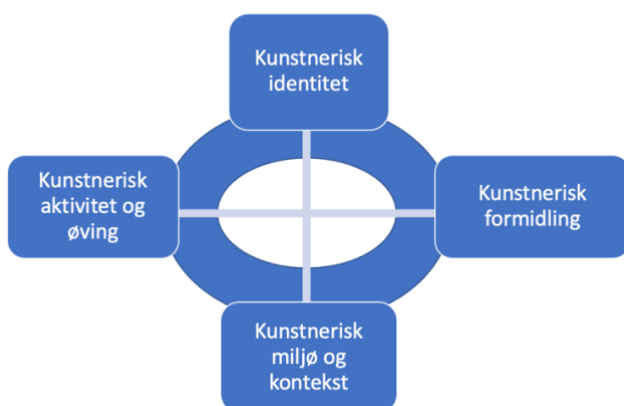 Kunstnerisk
identitet
Kunstnerisk
aktivitet og
øving
Kunstnerisk
formidling
Kunstnerisk
miljø og
kontekst